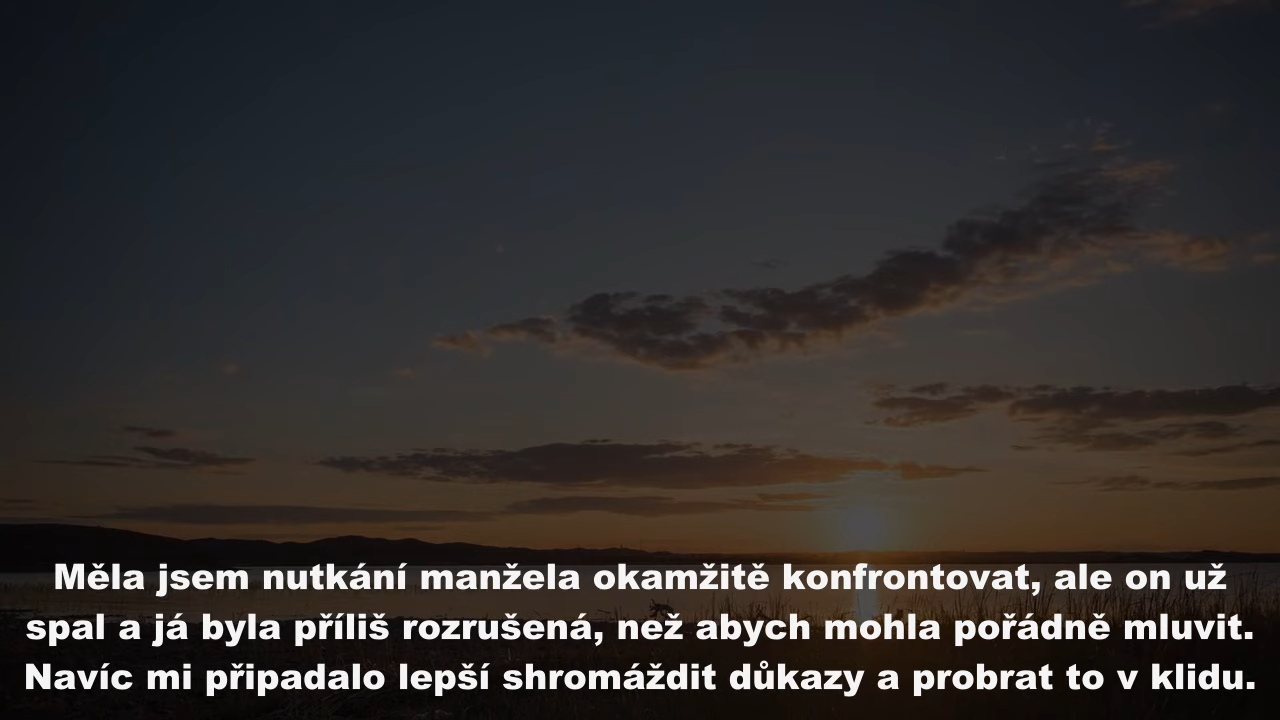 Měla jsem nutkání manžela okamžitě konfrontovat, ale on už
spal a já byla příliš rozrušená, než abych mohla pořádně mluvit.
Navíc mi připadalo lepší shromáždit důkazy a probrat to v klidu.